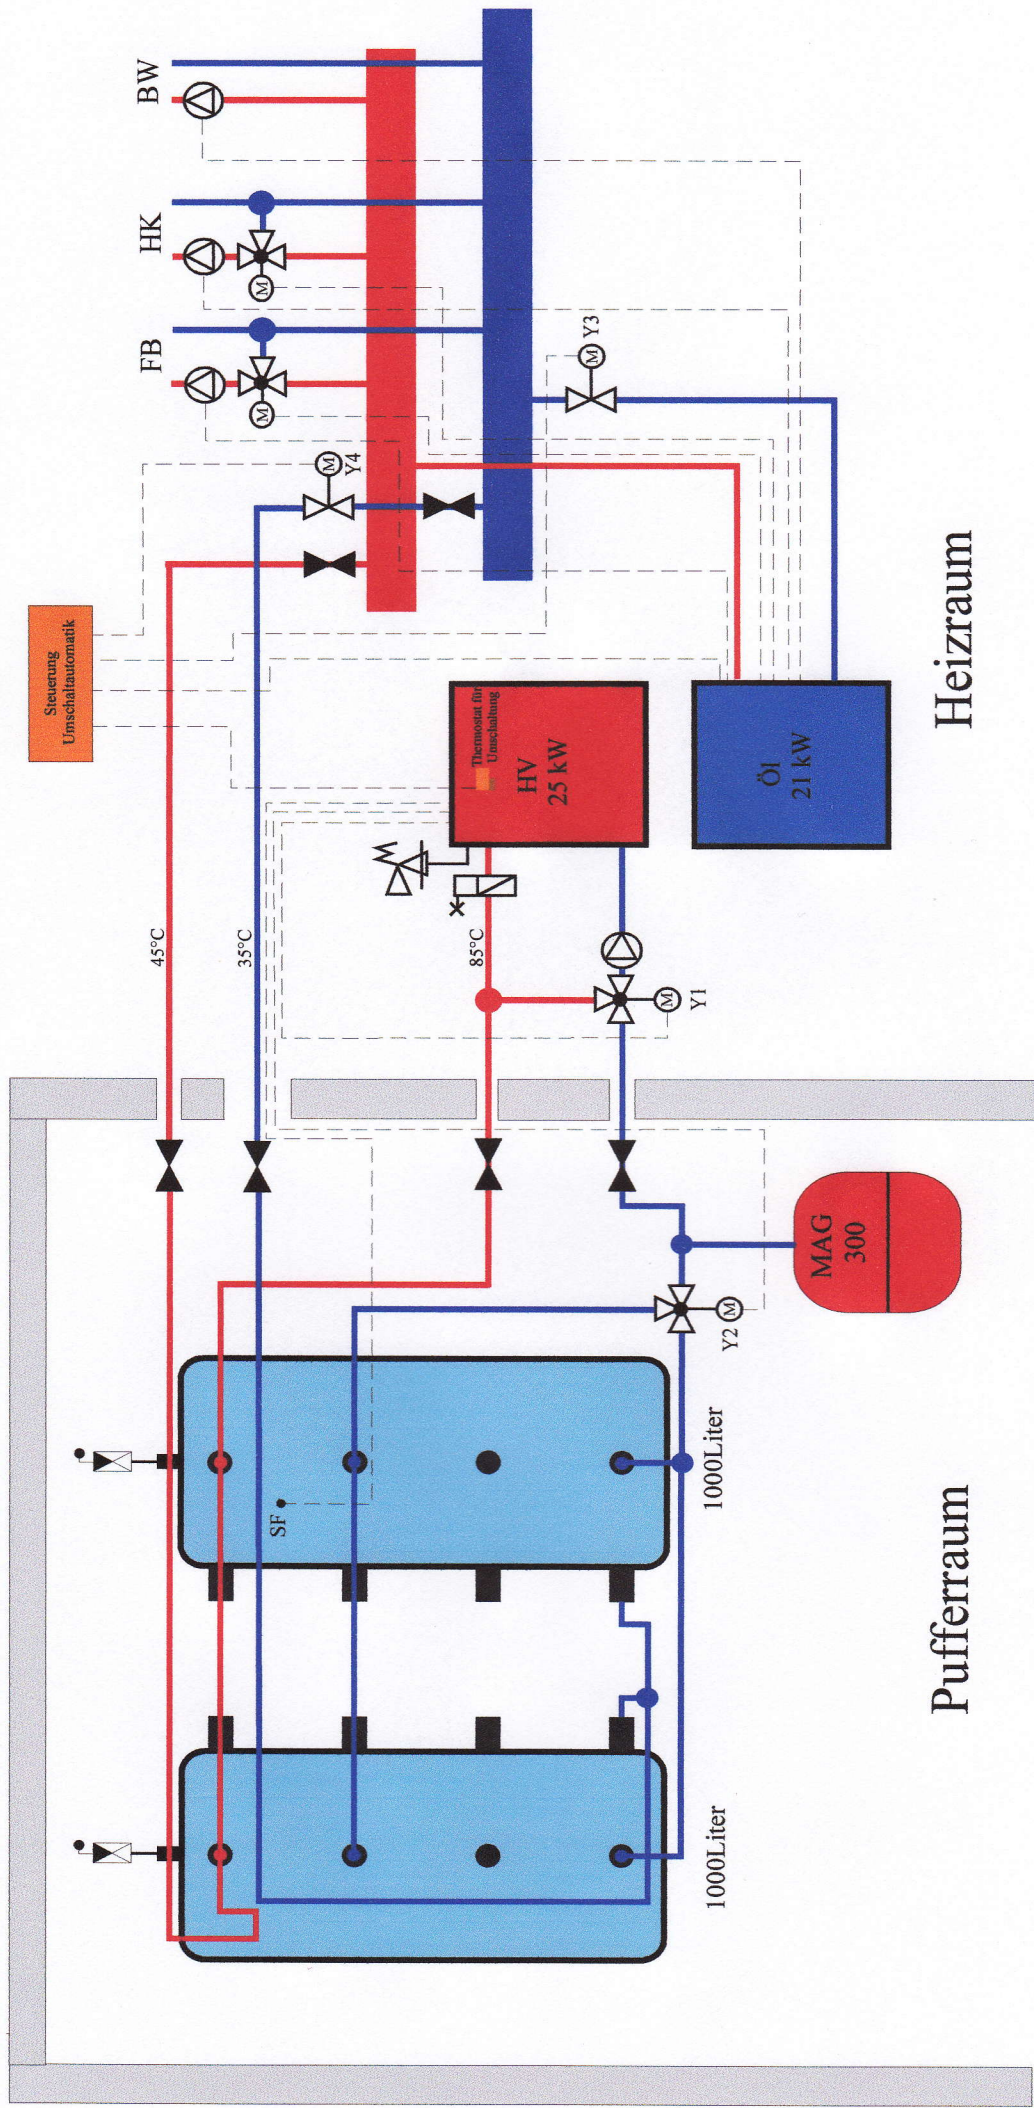 BW
HK
FB
Y3
Y4
Steuerung
Umschaltautomatik
Thermostat für
Umschaltung
HV
25 kW
Öl
21 kW
Heizraum
45°C
35°C
85°C
M
M
M
M
M
Y1
MAG
300
M
Y2
SF
1000Liter
1000Liter
Pufferraum